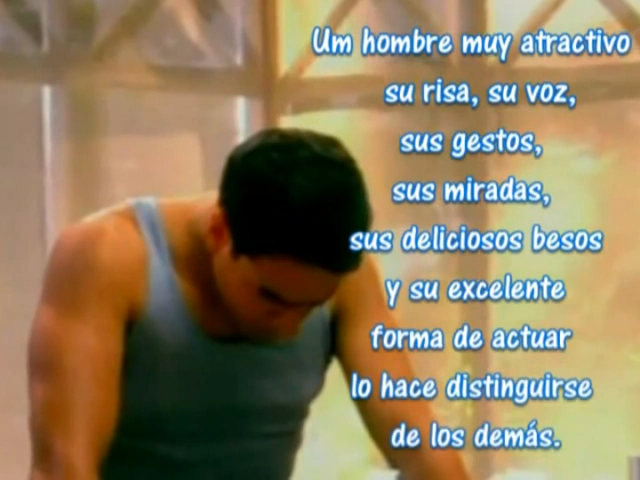 Um hombre muy atractivo
su risa, su voz,
sus gestos,
sus miradas,
sus deliciosos besos
y su excelente
forma de actuar
lo hace distinguirse
de los demás.